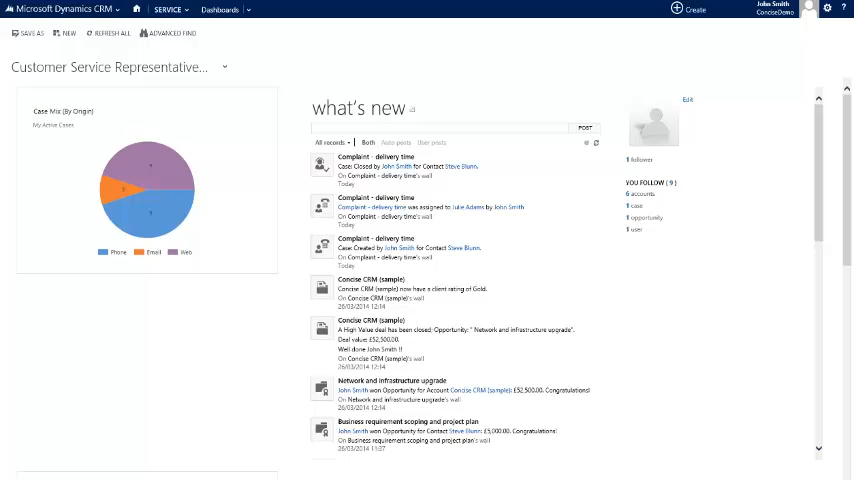 Microsoft Dynamics CRM
SERVICE
Dashboards
Create
John Smith
ConciseDemo
?
SAVE AS
NEW
REFRESH ALL
ADVANCED FIND
Customer Service Representative...
Case Mix (By Origin)
My Active Cases
Phone
Email
Web
what's new
POST
All records
Both
Auto posts
User posts
Complaint - delivery time
Case: Closed by John Smith for Contact Steve Blunn.
On Complaint - delivery time's wall
Today
Complaint - delivery time
Complaint - delivery time was assigned to Julie Adams by John Smith
On Complaint - delivery time's wall
Today
Complaint - delivery time
Case: Created by John Smith for Contact Steve Blunn.
On Complaint - delivery time's wall
Today
Concise CRM (sample)
Concise CRM (sample) now have a client rating of Gold.
On Concise CRM (sample)'s wall
26/03/2014 12:14
Concise CRM (sample)
A High Value deal has been closed; Opportunity: " Network and infrastructure upgrade".
Deal value: £52,500.00.
Well done John Smith !!
On Concise CRM (sample)'s wall
26/03/2014 12:14
Network and infrastructure upgrade
John Smith won Opportunity for Account Concise CRM (sample): £52,500.00. Congratulations!
On Network and infrastructure upgrade's wall
26/03/2014 12:14
Business requirement scoping and project plan
John Smith won Opportunity for Contact Steve Blunn: £5,000.00. Congratulations!
On Business requirement scoping and project plan's wall
26/03/2014 11:37
Edit
1 follower
YOU FOLLOW ( 9 )
6 accounts
1 case
1 opportunity
1 user